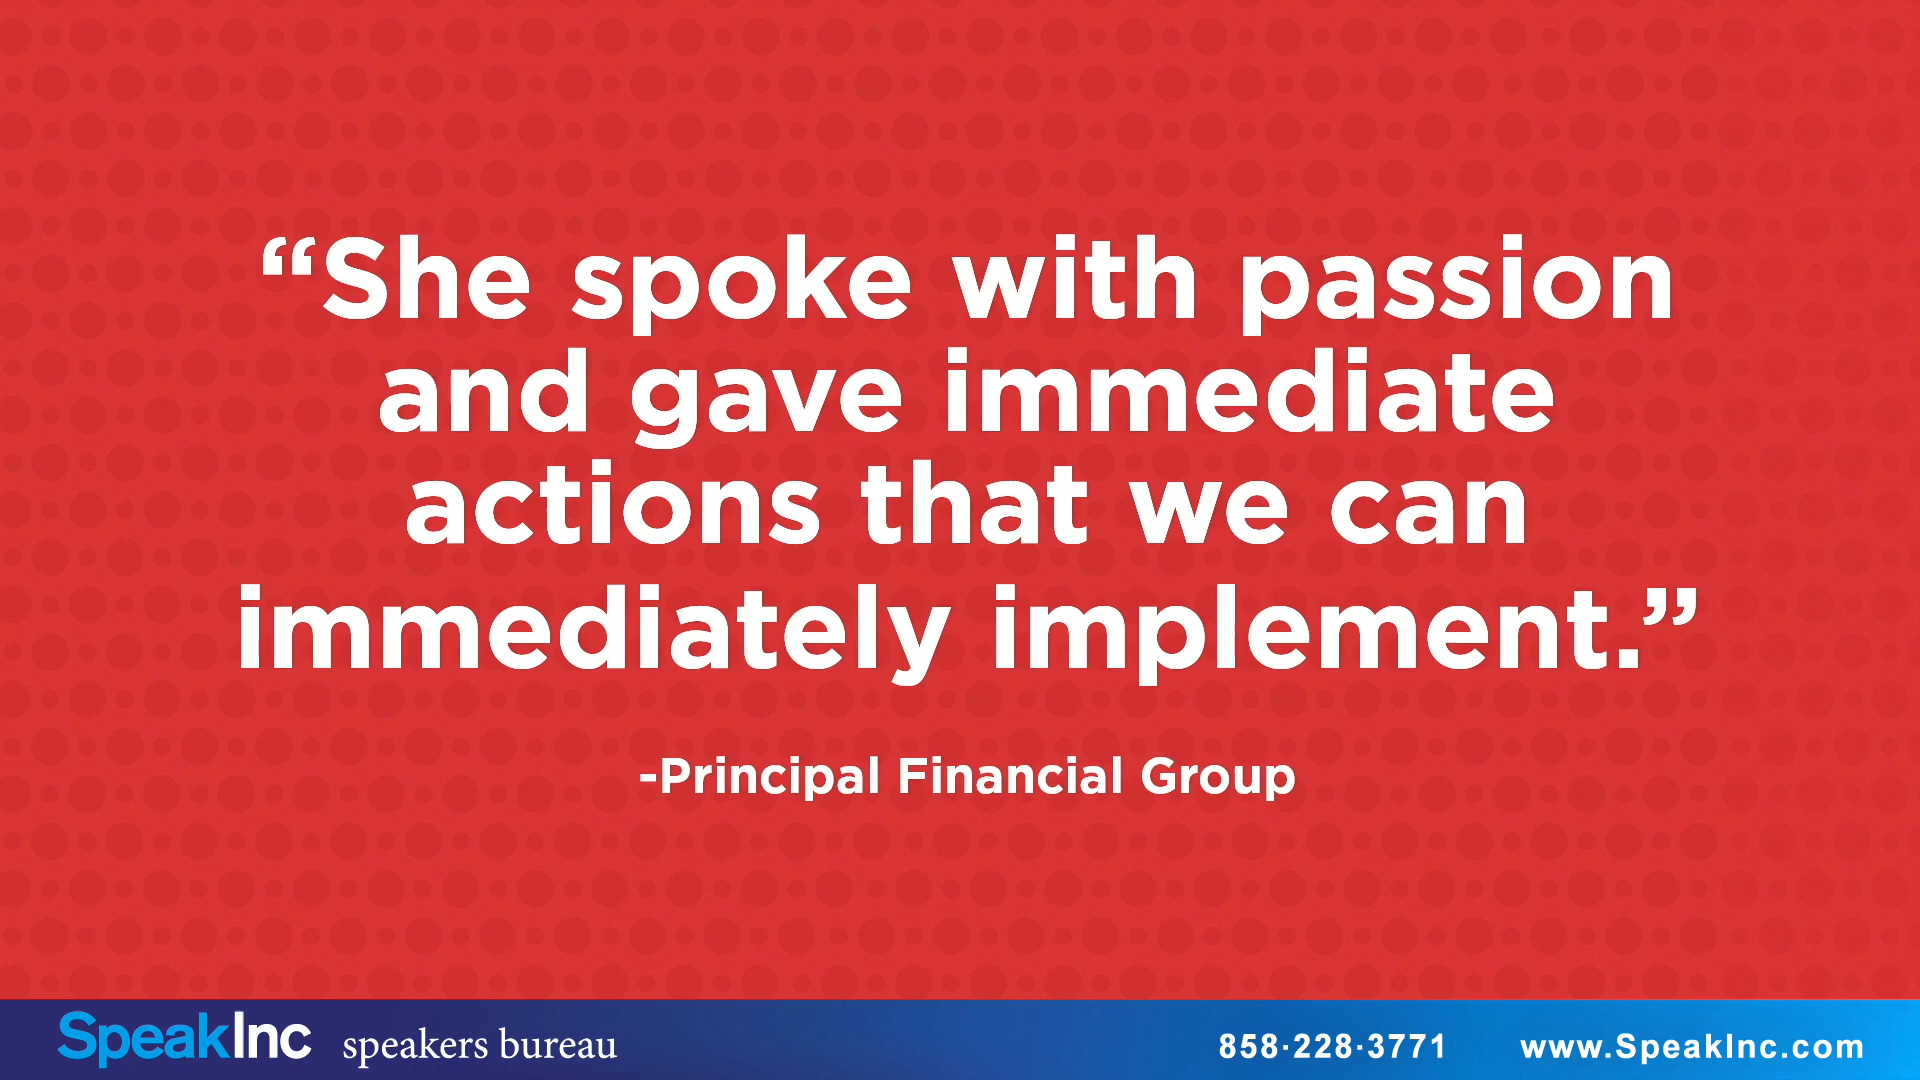 “She spoke with passion
and gave immediate
actions that we can
immediately implement.”
-Principal Financial Group
SpeakInc speakers bureau
858·228·3771 www.SpeakInc.com